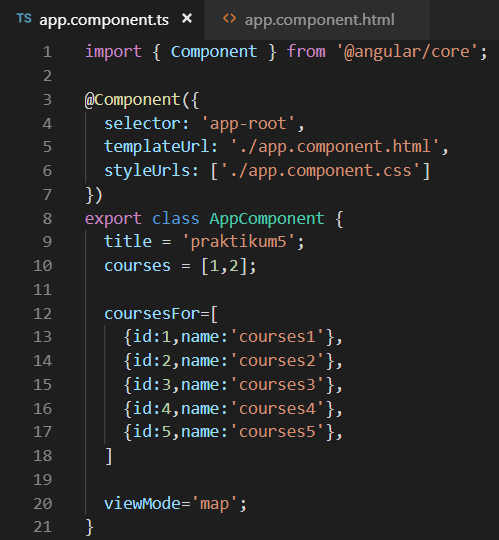 TS app.component.ts × <> app.component.html
1 import { Component } from '@angular/core';
2
3 @Component({
4   selector: 'app-root',
5   templateUrl: './app.component.html',
6   styleUrls: ['./app.component.css']
7 })
8 export class AppComponent {
9   title = 'praktikum5';
10   courses = [1,2];
11
12   coursesFor=[
13     {id:1,name:'courses1'},
14     {id:2,name:'courses2'},
15     {id:3,name:'courses3'},
16     {id:4,name:'courses4'},
17     {id:5,name:'courses5'},
18   ]
19
20   viewMode='map';
21 }